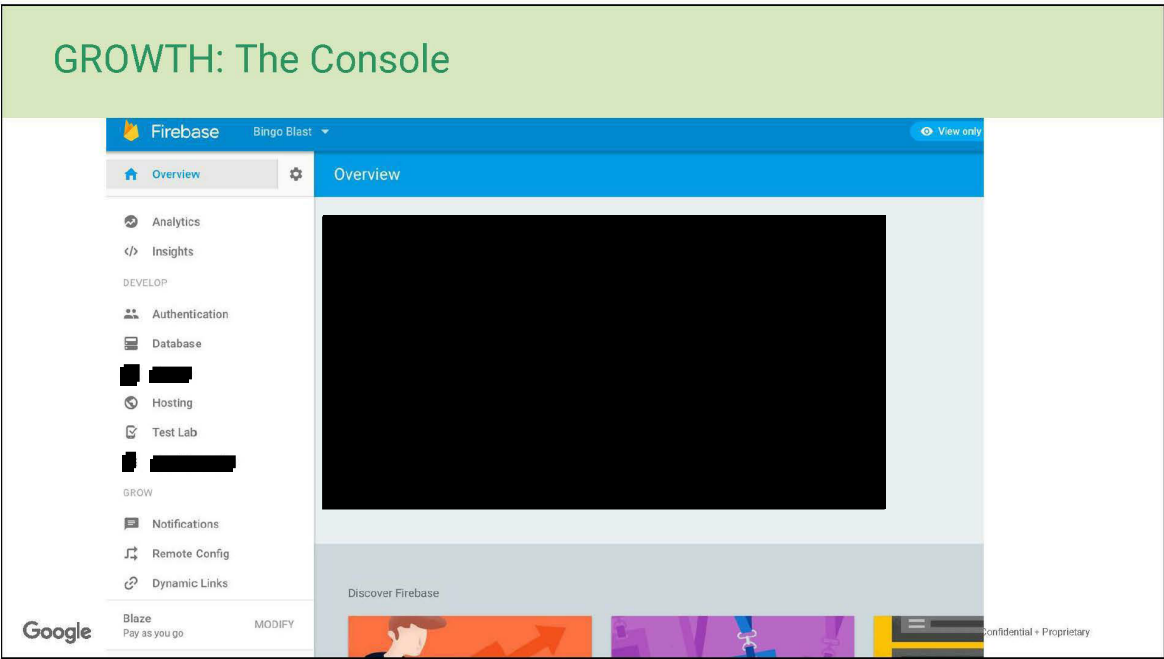 GROWTH: The Console
Firebase
Bingo Blast
View only
Overview
Overview
Analytics
Insights
DEVELOP
Authentication
Database
Hosting
Test Lab
GROW
Notifications
Remote Config
Dynamic Links
Blaze
Pay as you go
MODIFY
Discover Firebase
Google
Confidential + Proprietary